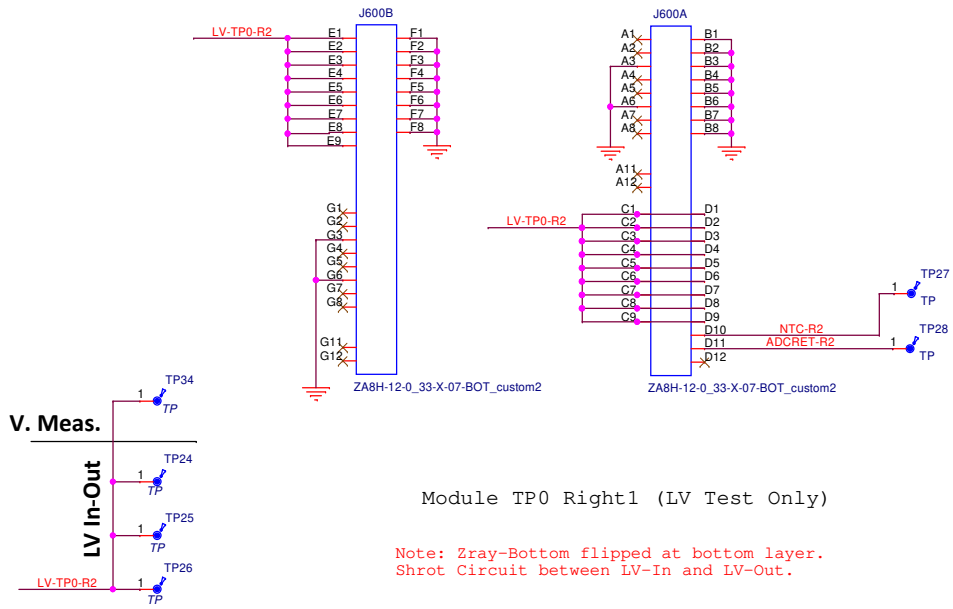 J600B
LV-TP0-R2
E1
E2
E3
E4
E5
E6
E7
E8
E9
F1
F2
F3
F4
F5
F6
F7
F8
G1
G2
G3
G4
G5
G6
G7
G8
G11
G12
ZA8H-12-0_33-X-07-BOT_custom2
J600A
A1
A2
A3
A4
A5
A6
A7
A8
A11
A12
B1
B2
B3
B4
B5
B6
B7
B8
LV-TP0-R2
C1
C2
C3
C4
C5
C6
C7
C8
C9
D1
D2
D3
D4
D5
D6
D7
D8
D9
D10
D11
D12
NTC-R2
ADCRET-R2
1
TP27
TP
1
TP28
TP
ZA8H-12-0_33-X-07-BOT_custom2
1
TP34
TP
V. Meas.
LV In-Out
1
TP24
TP
1
TP25
TP
LV-TP0-R2
1
TP26
TP
Module TP0 Right1 (LV Test Only)
Note: Zray-Bottom flipped at bottom layer.
Shrot Circuit between LV-In and LV-Out.